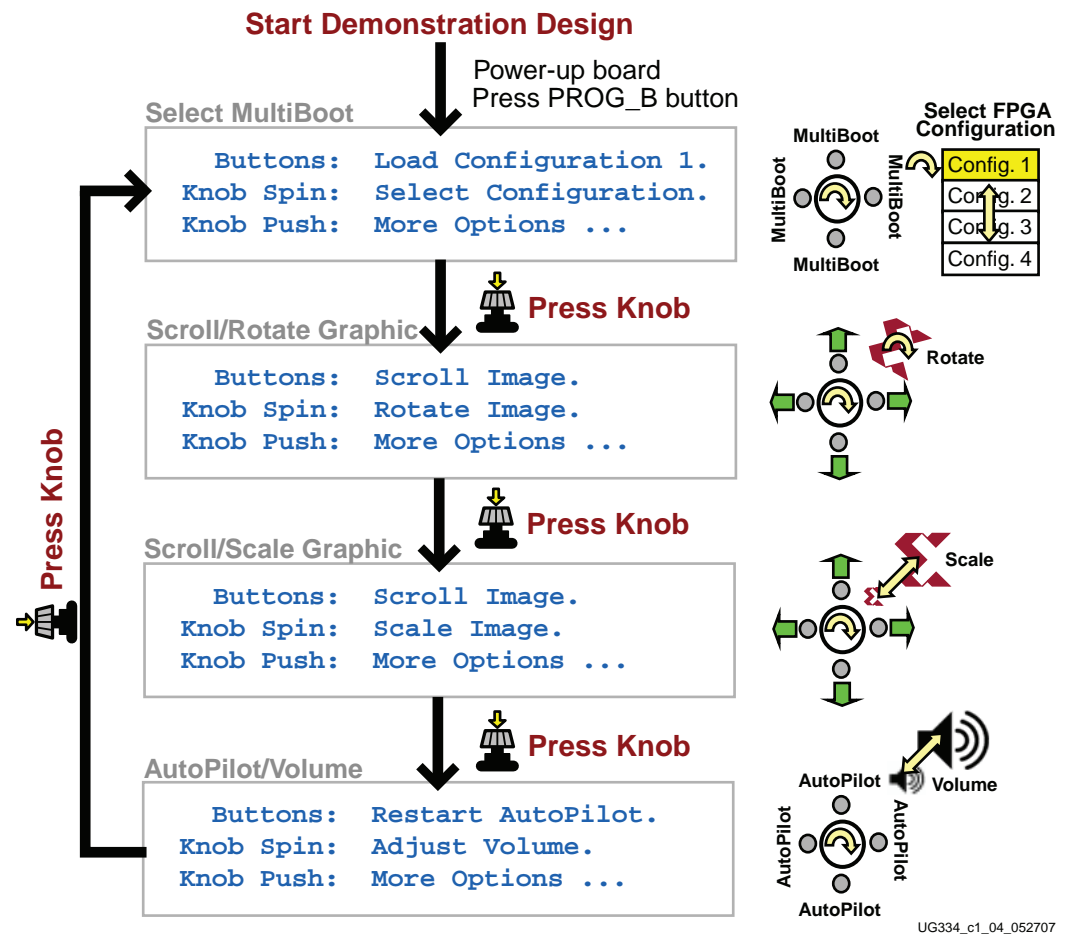 Start Demonstration Design
Power-up board
Press PROG_B button
Select MultiBoot
Buttons: Load Configuration 1.
Knob Spin: Select Configuration.
Knob Push: More Options ...
MultiBoot
MultiBoot
MultiBoot
MultiBoot
Select FPGA
Configuration
Config. 1
Config. 2
Config. 3
Config. 4
Press Knob
Scroll/Rotate Graphic
Buttons: Scroll Image.
Knob Spin: Rotate Image.
Knob Push: More Options ...
Rotate
Press Knob
Press Knob
Scroll/Scale Graphic
Buttons: Scroll Image.
Knob Spin: Scale Image.
Knob Push: More Options ...
Scale
Press Knob
AutoPilot/Volume
Buttons: Restart AutoPilot.
Knob Spin: Adjust Volume.
Knob Push: More Options ...
Volume
AutoPilot
AutoPilot
AutoPilot
AutoPilot
UG334_c1_04_052707